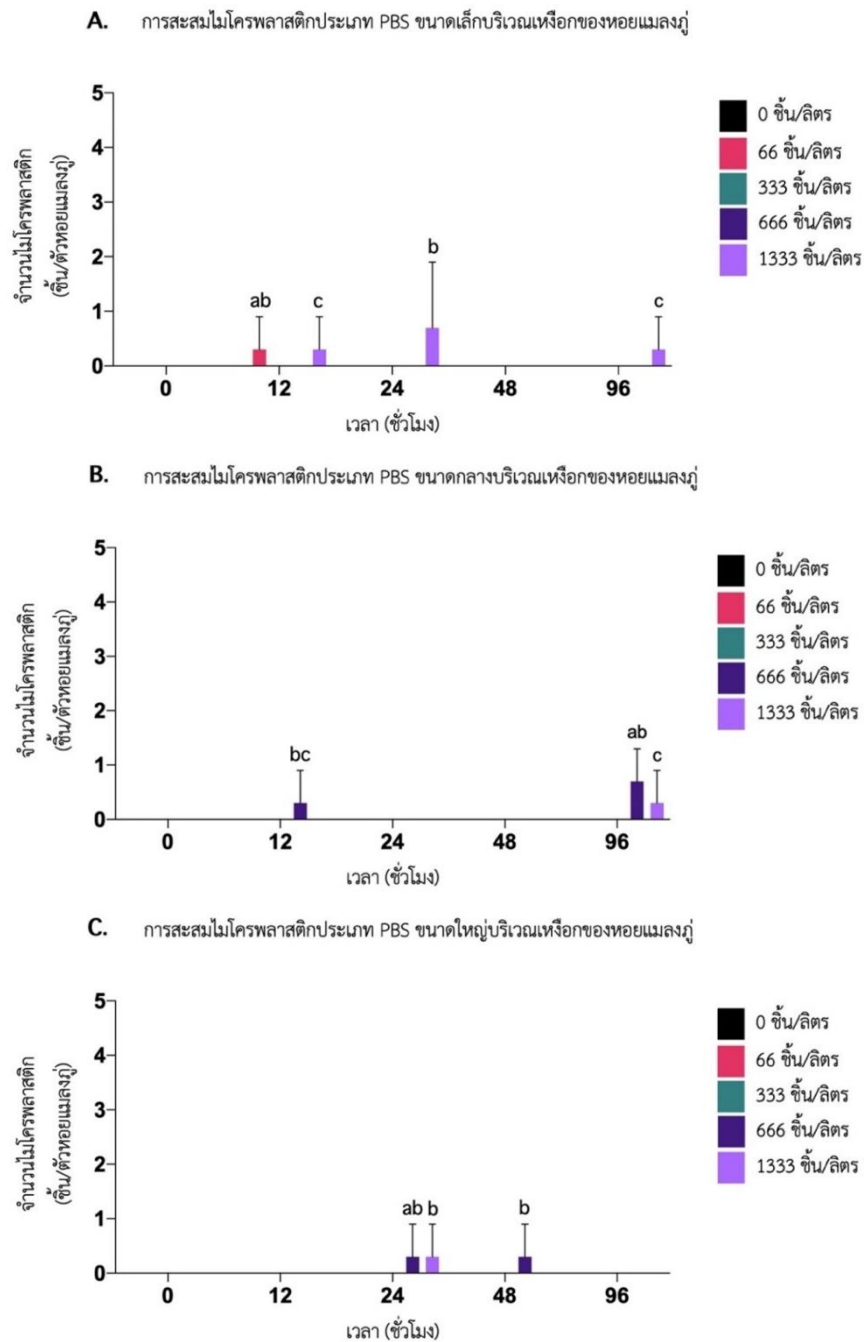 A. การสะสมไมโครพลาสติกประเภท PBS ขนาดเล็กบริเวณเหงือกของหอยแมลงภู่
จำนวนไมโครพลาสติก
(ชิ้น/ตัวหอยแมลงภู่)
5
4
3
2
1
0
ab
c
b
c
0
12
24
48
96
เวลา (ชั่วโมง)
0 ชิ้น/ลิตร
66 ชิ้น/ลิตร
333 ชิ้น/ลิตร
666 ชิ้น/ลิตร
1333 ชิ้น/ลิตร
B. การสะสมไมโครพลาสติกประเภท PBS ขนาดกลางบริเวณเหงือกของหอยแมลงภู่
จำนวนไมโครพลาสติก
(ชิ้น/ตัวหอยแมลงภู่)
5
4
3
2
1
0
bc
ab
c
0
12
24
48
96
เวลา (ชั่วโมง)
0 ชิ้น/ลิตร
66 ชิ้น/ลิตร
333 ชิ้น/ลิตร
666 ชิ้น/ลิตร
1333 ชิ้น/ลิตร
C. การสะสมไมโครพลาสติกประเภท PBS ขนาดใหญ่บริเวณเหงือกของหอยแมลงภู่
จำนวนไมโครพลาสติก
(ชิ้น/ตัวหอยแมลงภู่)
5
4
3
2
1
0
ab
b
b
0
12
24
48
96
เวลา (ชั่วโมง)
0 ชิ้น/ลิตร
66 ชิ้น/ลิตร
333 ชิ้น/ลิตร
666 ชิ้น/ลิตร
1333 ชิ้น/ลิตร